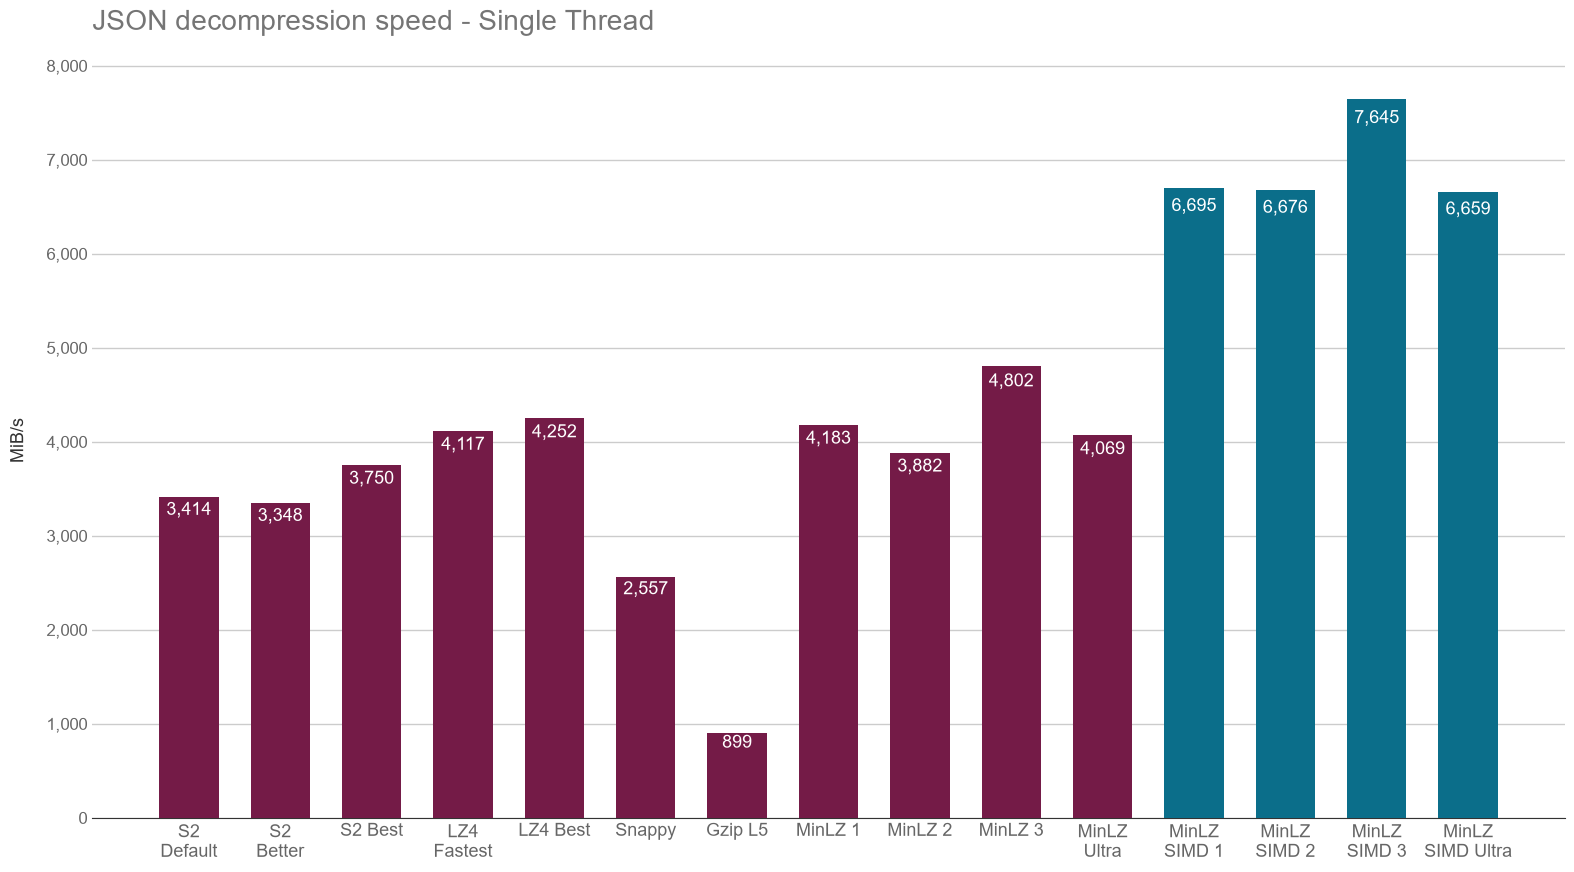 JSON decompression speed - Single Thread
8,000
7,000
6,000
5,000
4,000
3,000
2,000
1,000
0
MiB/s
3,414
3,348
3,750
4,117
4,252
2,557
899
4,183
3,882
4,802
4,069
6,695
6,676
7,645
6,659
S2
Default
S2
Better
S2 Best
LZ4
Fastest
LZ4 Best
Snappy
Gzip L5
MinLZ 1
MinLZ 2
MinLZ 3
MinLZ
Ultra
MinLZ
SIMD 1
MinLZ
SIMD 2
MinLZ
SIMD 3
MinLZ
SIMD Ultra